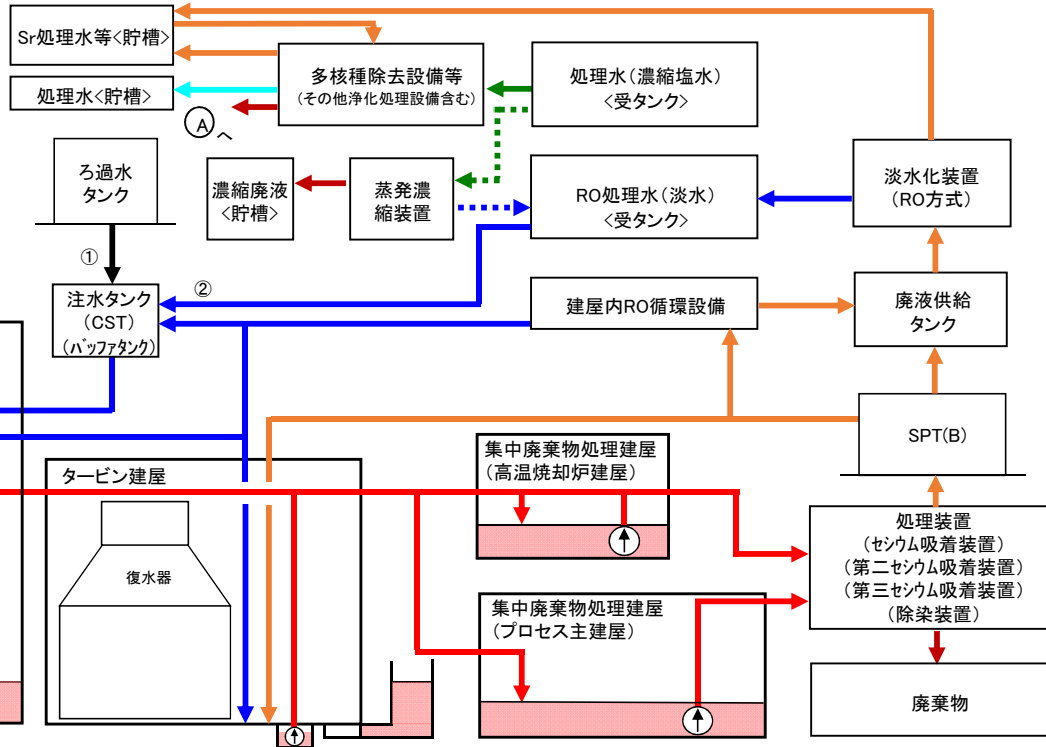 Sr処理水等<貯槽>
処理水<貯槽>
多核種除去設備等
(その他浄化処理設備含む)
処理水(濃縮塩水)
<受タンク>
Aへ
ろ過水
タンク
濃縮廃液
<貯槽>
蒸発濃
縮装置
RO処理水(淡水)
<受タンク>
淡水化装置
(RO方式)
①
②
注水タンク
(CST)
(バッファタンク)
建屋内RO循環設備
廃液供給
タンク
SPT(B)
タービン建屋
復水器
集中廃棄物処理建屋
(高温焼却炉建屋)
集中廃棄物処理建屋
(プロセス主建屋)
処理装置
(セシウム吸着装置)
(第二セシウム吸着装置)
(第三セシウム吸着装置)
(除染装置)
廃棄物